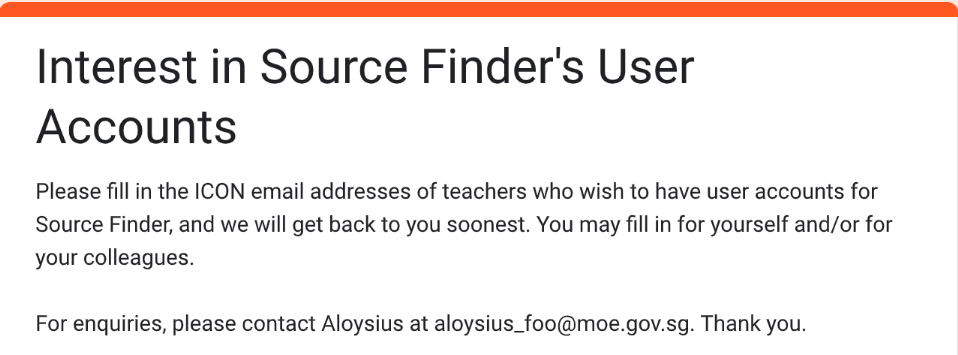 Interest in Source Finder's User
Accounts
Please fill in the ICON email addresses of teachers who wish to have user accounts for
Source Finder, and we will get back to you soonest. You may fill in for yourself and/or for
your colleagues.
For enquiries, please contact Aloysius at aloysius_foo@moe.gov.sg. Thank you.